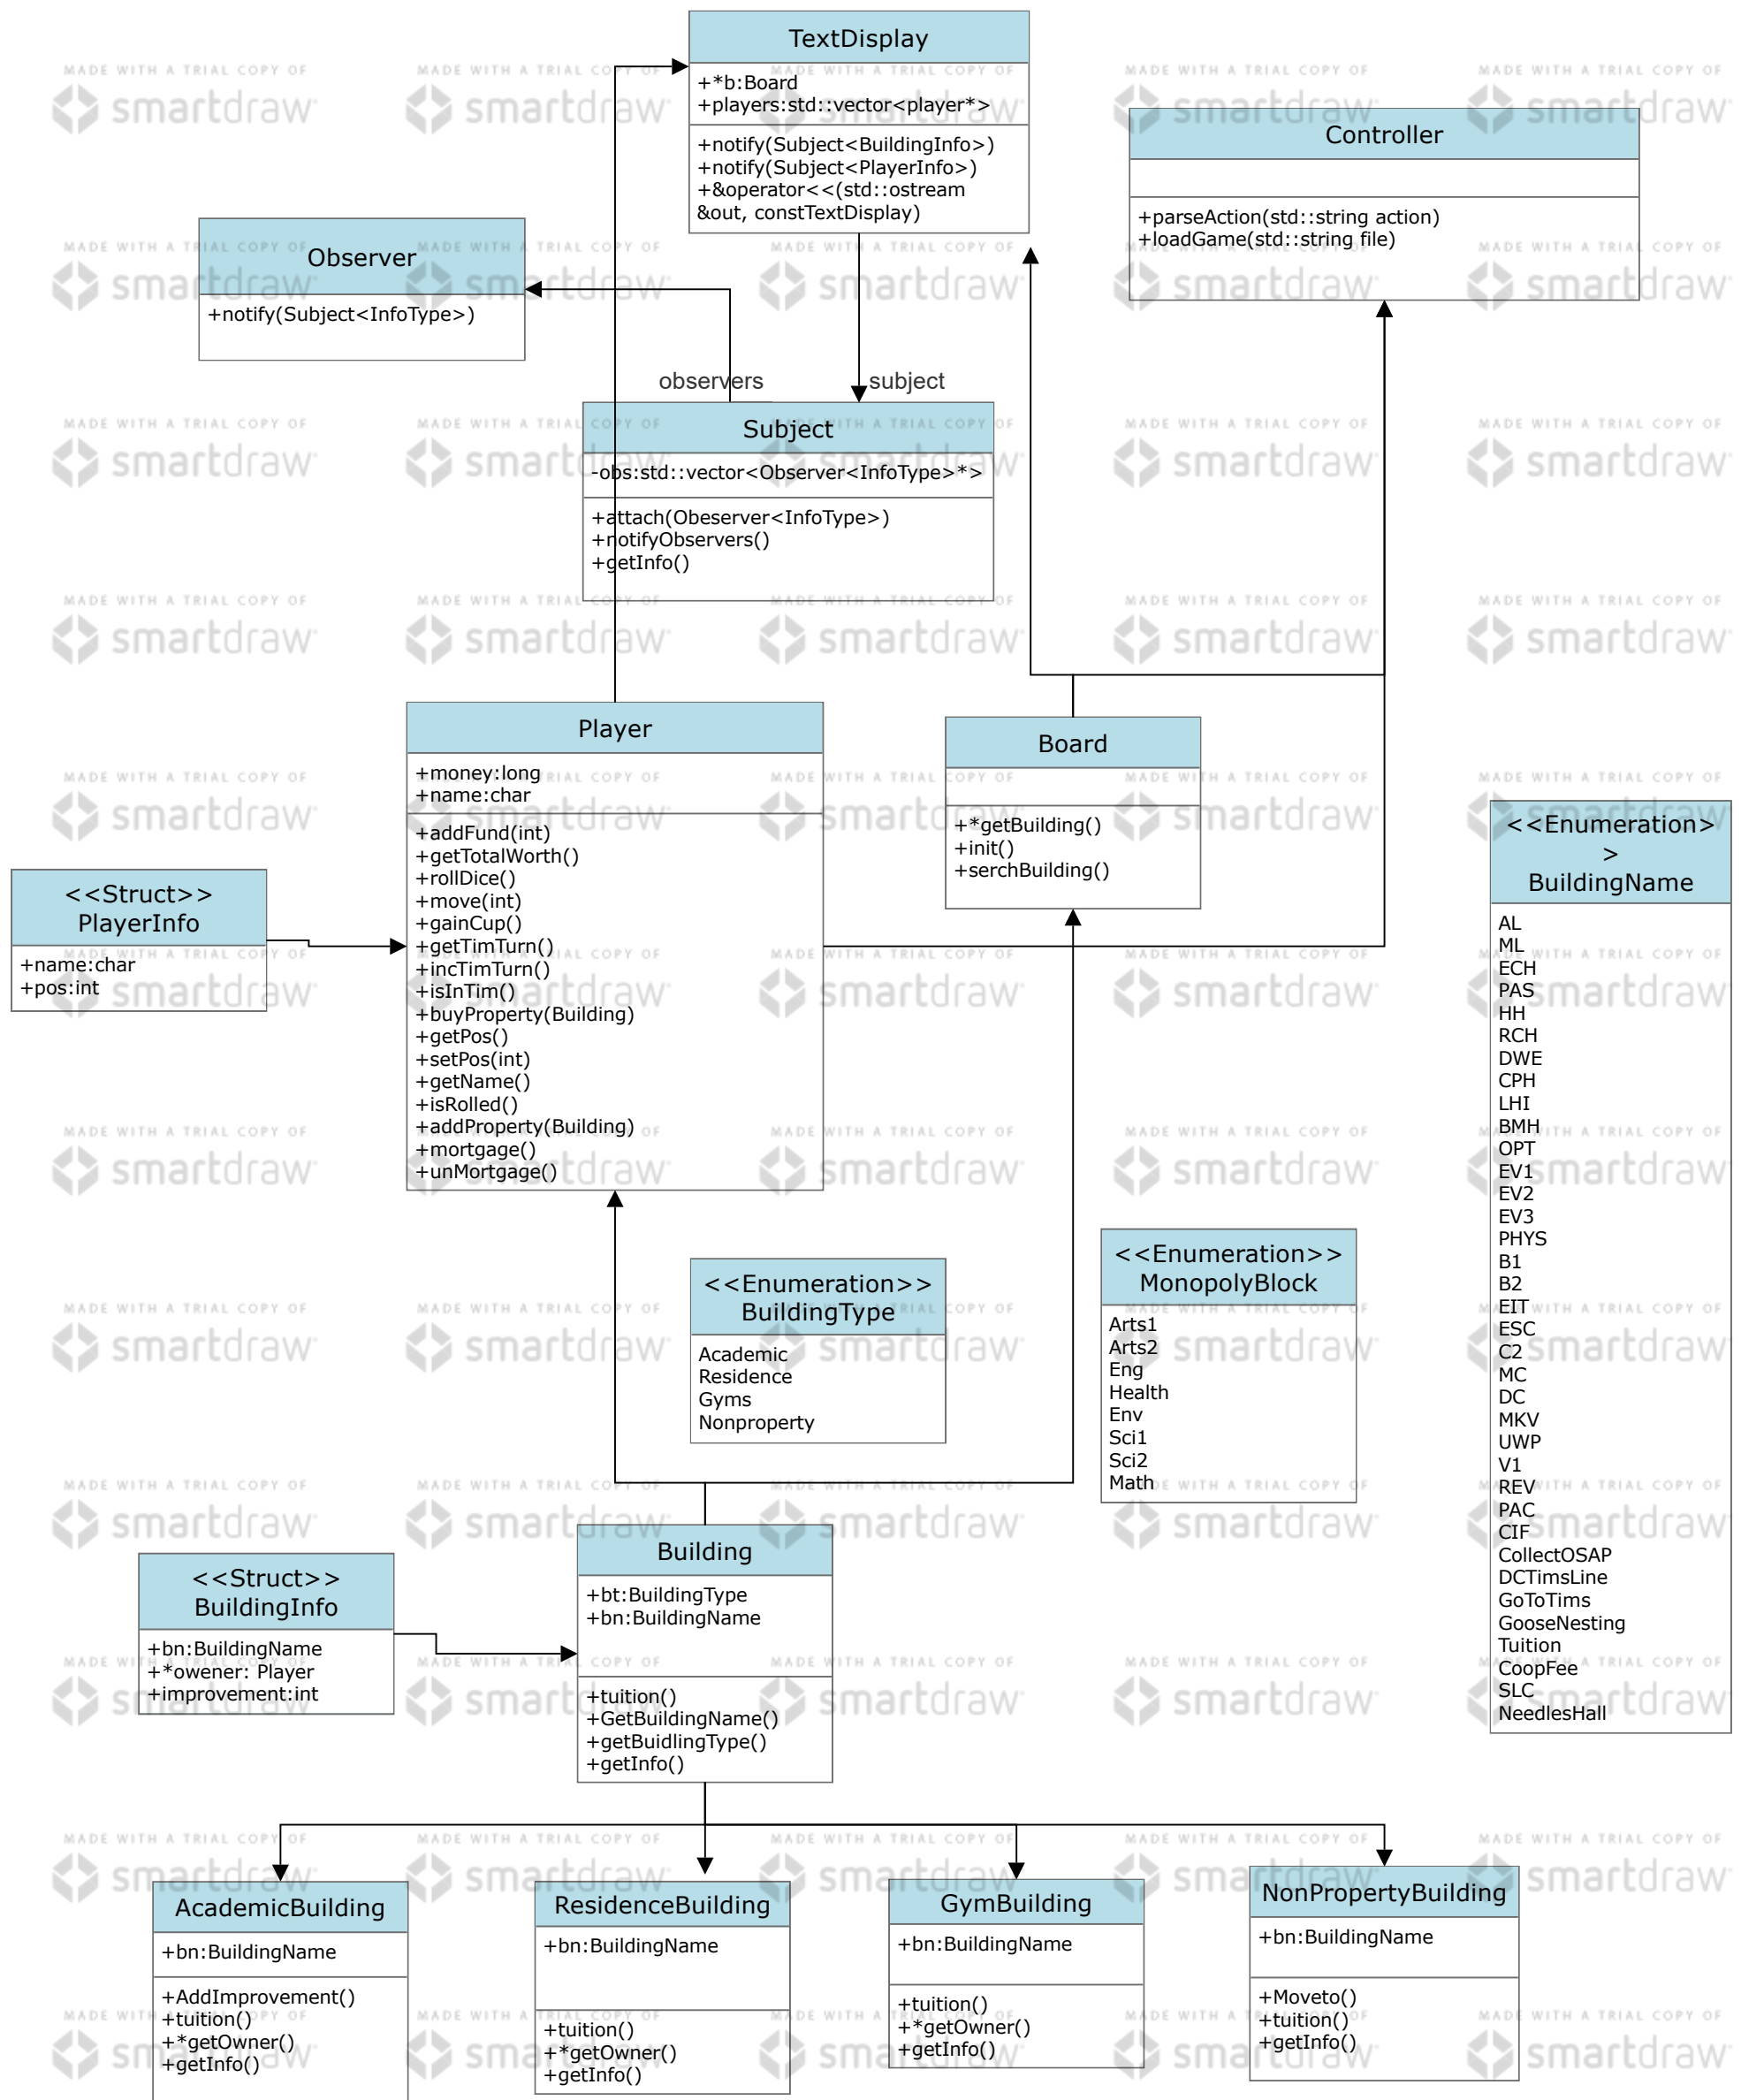 TextDisplay
+*b:Board
+players:std::vector<player*>
+notify(Subject<BuildingInfo>)
+notify(Subject<PlayerInfo>)
+&operator<<(std::ostream
&out, constTextDisplay)
Controller
+parseAction(std::string action)
+loadGame(std::string file)
Observer
+notify(Subject<InfoType>)
observers
subject
Subject
-obs:std::vector<Observer<InfoType>*>
+attach(Obeserver<InfoType>)
+notifyObservers()
+getInfo()
Player
+money:long
+name:char
+addFund(int)
+getTotalWorth()
+rollDice()
+move(int)
+gainCup()
+getTimTurn()
+incTimTurn()
+isInTim()
+buyProperty(Building)
+getPos()
+setPos(int)
+getName()
+isRolled()
+addProperty(Building)
+mortgage()
+unMortgage()
Board
+*getBuilding()
+init()
+serchBuilding()
<<Struct>>
PlayerInfo
+name:char
+pos:int
<<Enumeration>
>
BuildingName
AL
ML
ECH
PAS
HH
RCH
DWE
CPH
LHI
BMH
OPT
EV1
EV2
EV3
PHYS
B1
B2
EIT
ESC
C2
MC
DC
MKV
UWP
V1
REV
PAC
CIF
CollectOSAP
DCTimsLine
GoToTims
GooseNesting
Tuition
CoopFee
SLC
NeedlesHall
<<Enumeration>>
BuildingType
Academic
Residence
Gyms
Nonproperty
<<Enumeration>>
MonopolyBlock
Arts1
Arts2
Eng
Health
Env
Sci1
Sci2
Math
Building
+bt:BuildingType
+bn:BuildingName
+tuition()
+GetBuildingName()
+getBuidlingType()
+getInfo()
<<Struct>>
BuildingInfo
+bn:BuildingName
+*owener: Player
+improvement:int
AcademicBuilding
+bn:BuildingName
+AddImprovement()
+tuition()
+*getOwner()
+getInfo()
ResidenceBuilding
+bn:BuildingName
+tuition()
+*getOwner()
+getInfo()
GymBuilding
+bn:BuildingName
+tuition()
+*getOwner()
+getInfo()
NonPropertyBuilding
+bn:BuildingName
+Moveto()
+tuition()
+getInfo()
MADE WITH A TRIAL COPY OF
smartdraw